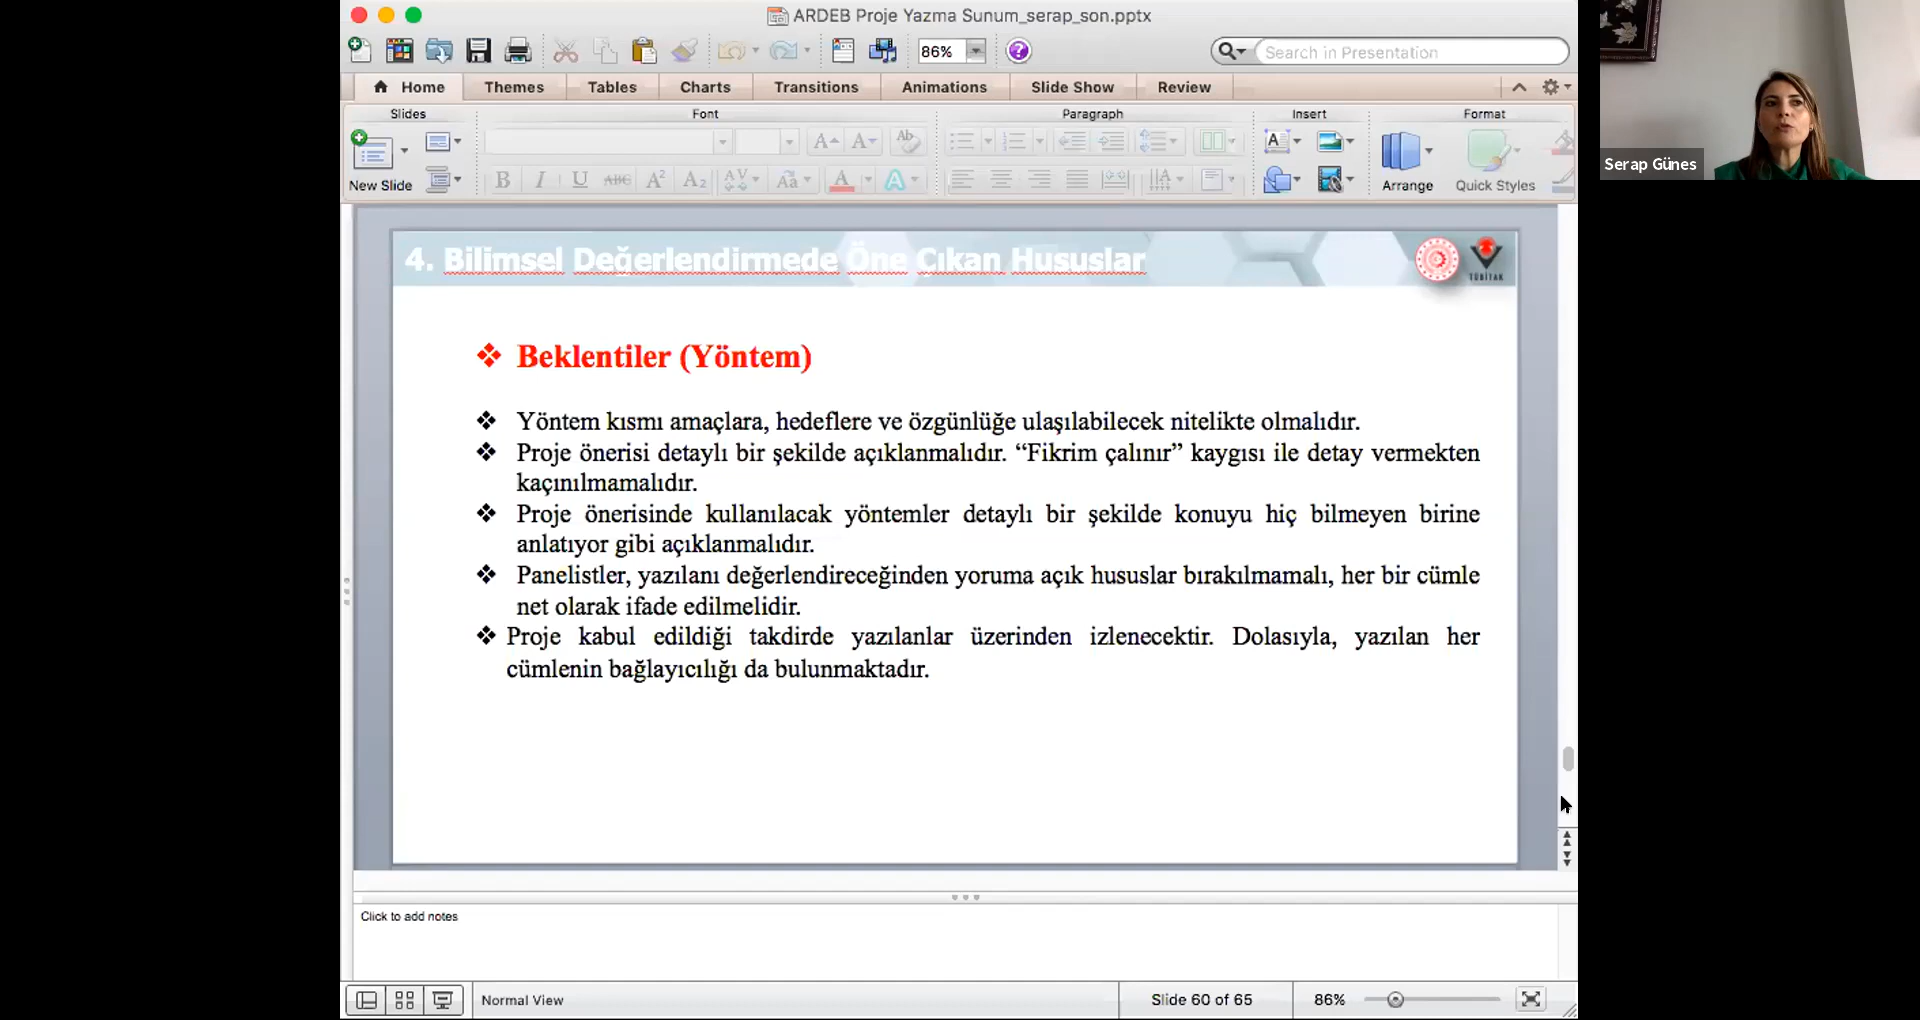 ARDEB Proje Yazma Sunum_serap_son.pptx
86%
Search in Presentation
Home
Themes
Tables
Charts
Transitions
Animations
Slide Show
Review
Slides
Font
Paragraph
Insert
Format
New Slide
Arrange
Quick Styles
Serap Günes
4. Bilimsel Değerlendirmede Öne Çıkan Hususlar
TÜBİTAK
Beklentiler (Yöntem)
Yöntem kısmı amaçlara, hedeflere ve özgünlüğe ulaşılabilecek nitelikte olmalıdır.
Proje önerisi detaylı bir şekilde açıklanmalıdır. “Fikrim çalınır” kaygısı ile detay vermekten
kaçınılmamalıdır.
Proje önerisinde kullanılacak yöntemler detaylı bir şekilde konuyu hiç bilmeyen birine
anlatıyor gibi açıklanmalıdır.
Panelistler, yazılanı değerlendireceğinden yoruma açık hususlar bırakılmamalı, her bir cümle
net olarak ifade edilmelidir.
Proje kabul edildiği takdirde yazılanlar üzerinden izlenecektir. Dolasıyla, yazılan her
cümlenin bağlayıcılığı da bulunmaktadır.
Click to add notes
Normal View
Slide 60 of 65
86%